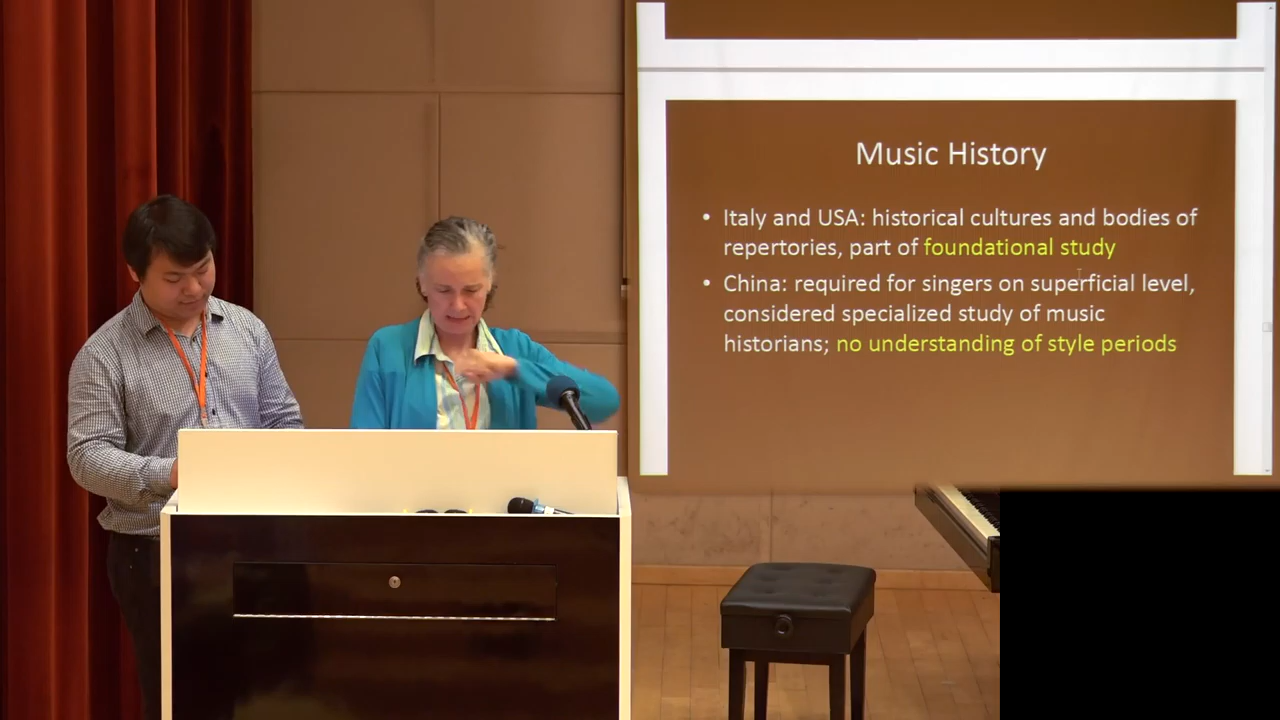 Music History
• Italy and USA: historical cultures and bodies of
repertories, part of foundational study
• China: required for singers on superficial level,
considered specialized study of music
historians; no understanding of style periods